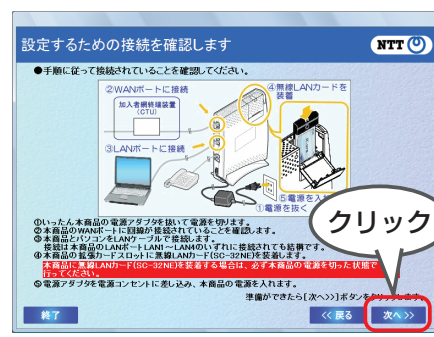 設定するための接続を確認します
NTT
●手順に従って接続されていることを確認してください。
②WANポートに接続
加入者網終端装置
(CTU)
③LANポートに接続
④無線LANカードを
装着
⑤電源を入
①電源を抜く
クリック
①いったん本商品の電源アダプタを抜いて電源を切ります。
②本商品のWANポートに回線が接続されていることを確認します。
③本商品とパソコンをLANケーブルで接続します。
接続は本商品のLANポートLAN1～LAN4のいずれに接続されても結構です。
④本商品の拡張カードスロットに無線LANカード(SC-32NE)を装着します。
本商品に無線LANカード(SC-32NE)を装着する場合は、必ず本商品の電源を切った状態で
行ってください。
⑤電源アダプタを電源コンセントに差し込み、本商品の電源を入れます。
準備ができたら[次へ>>]ボタンをクリックします。
終了
<< 戻る
次へ >>